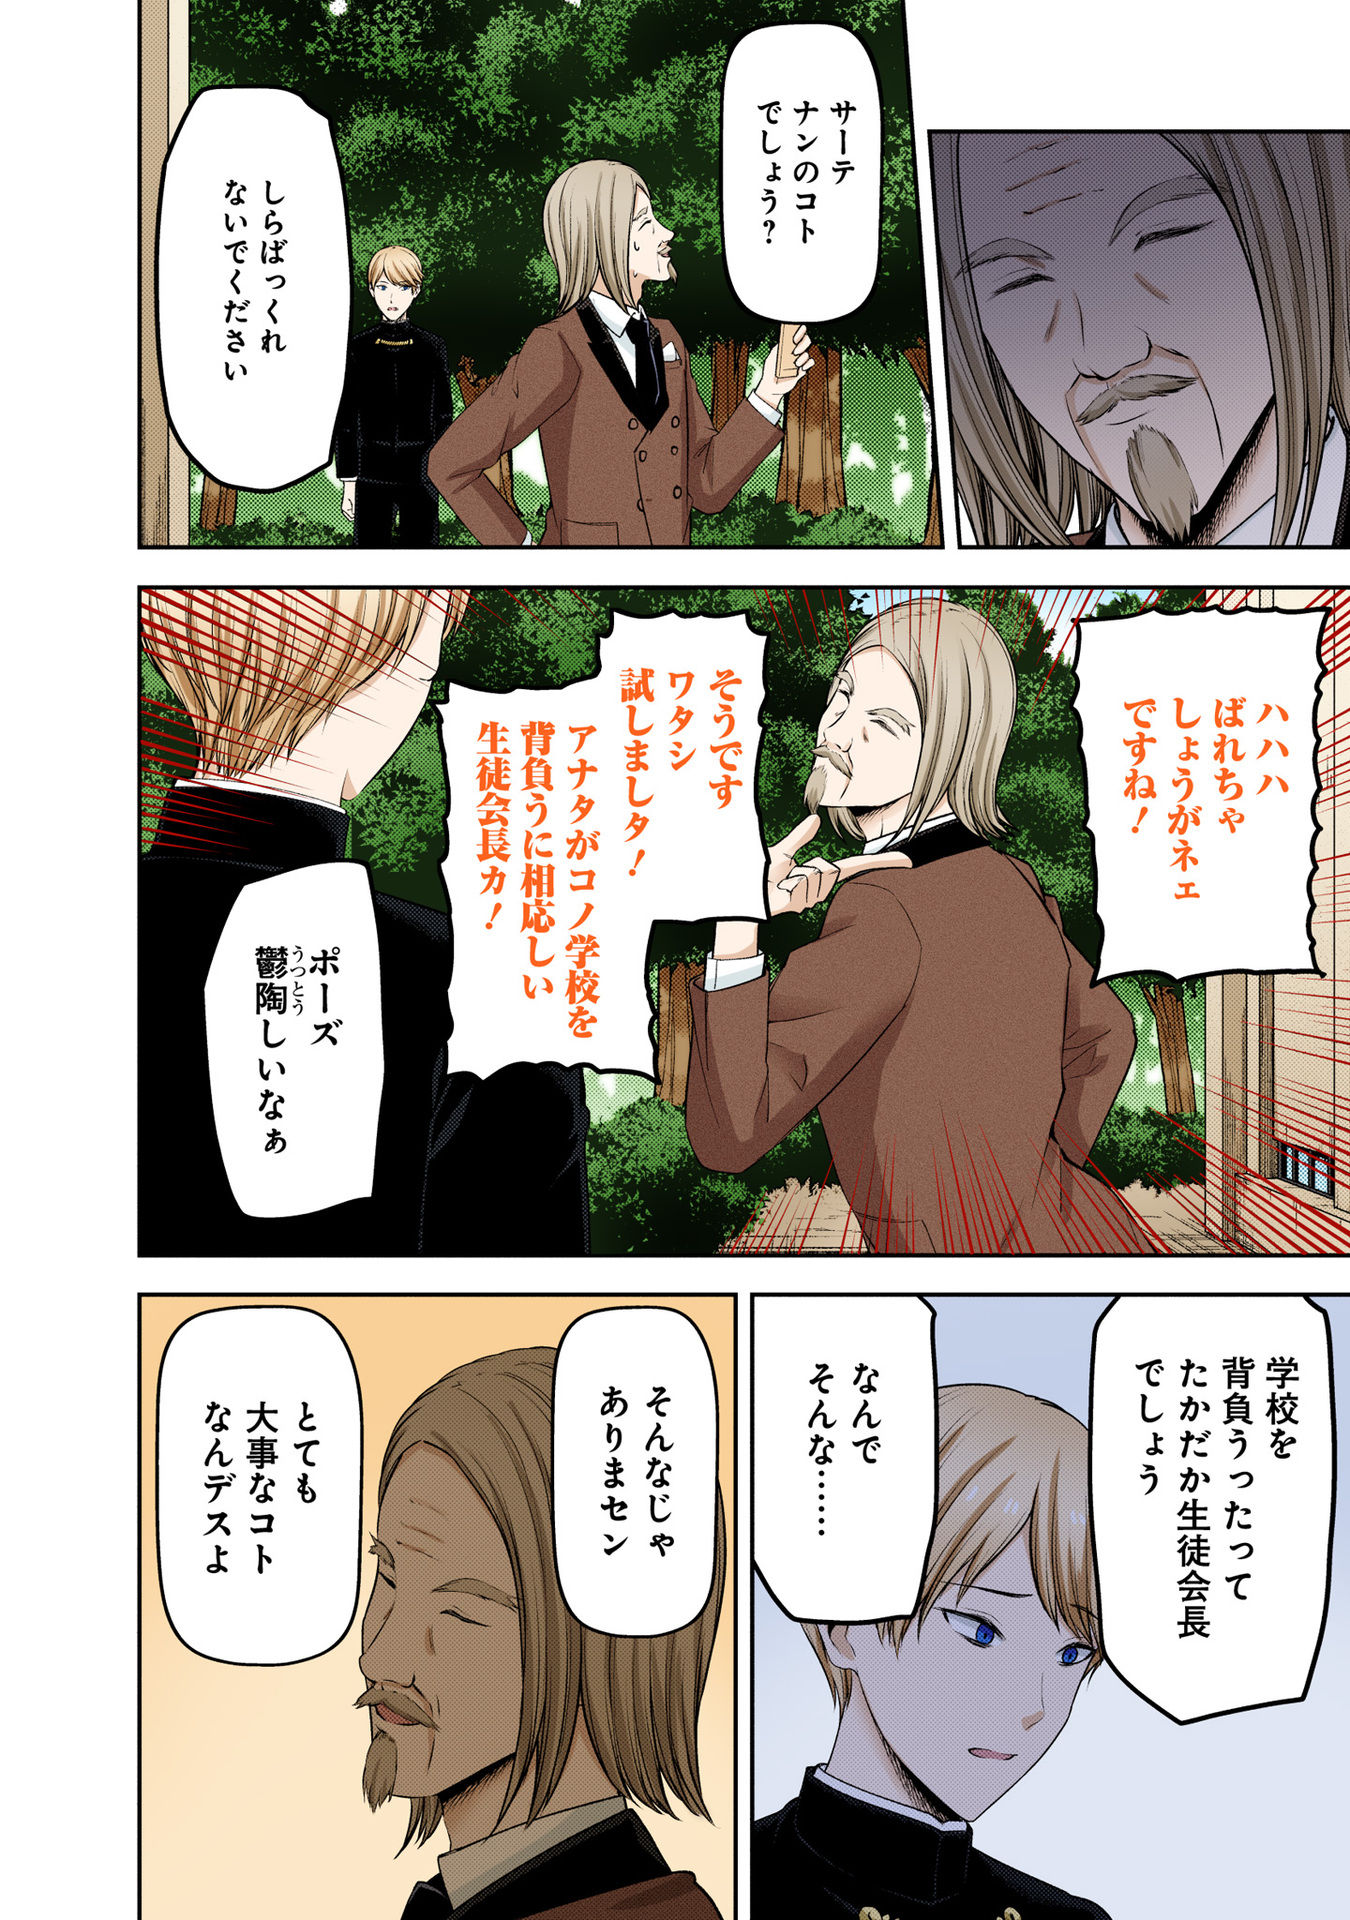 サーテ
ナンのコト
でしょう?
しらばっくれ
ないでください
ハハハ
ばれちゃ
しょうがネェ
ですね!
そうです
ワタシ
試しましタ!
アナタがコノ学校を
背負うに相応しい
生徒会長カ!
ポーズ
鬱陶しいなぁ
うっとう
学校を
背負うったって
たかだか生徒会長
でしょう
なんで
そんな……
そんなじゃ
ありまセン
とても
大事なコト
なんデスよ